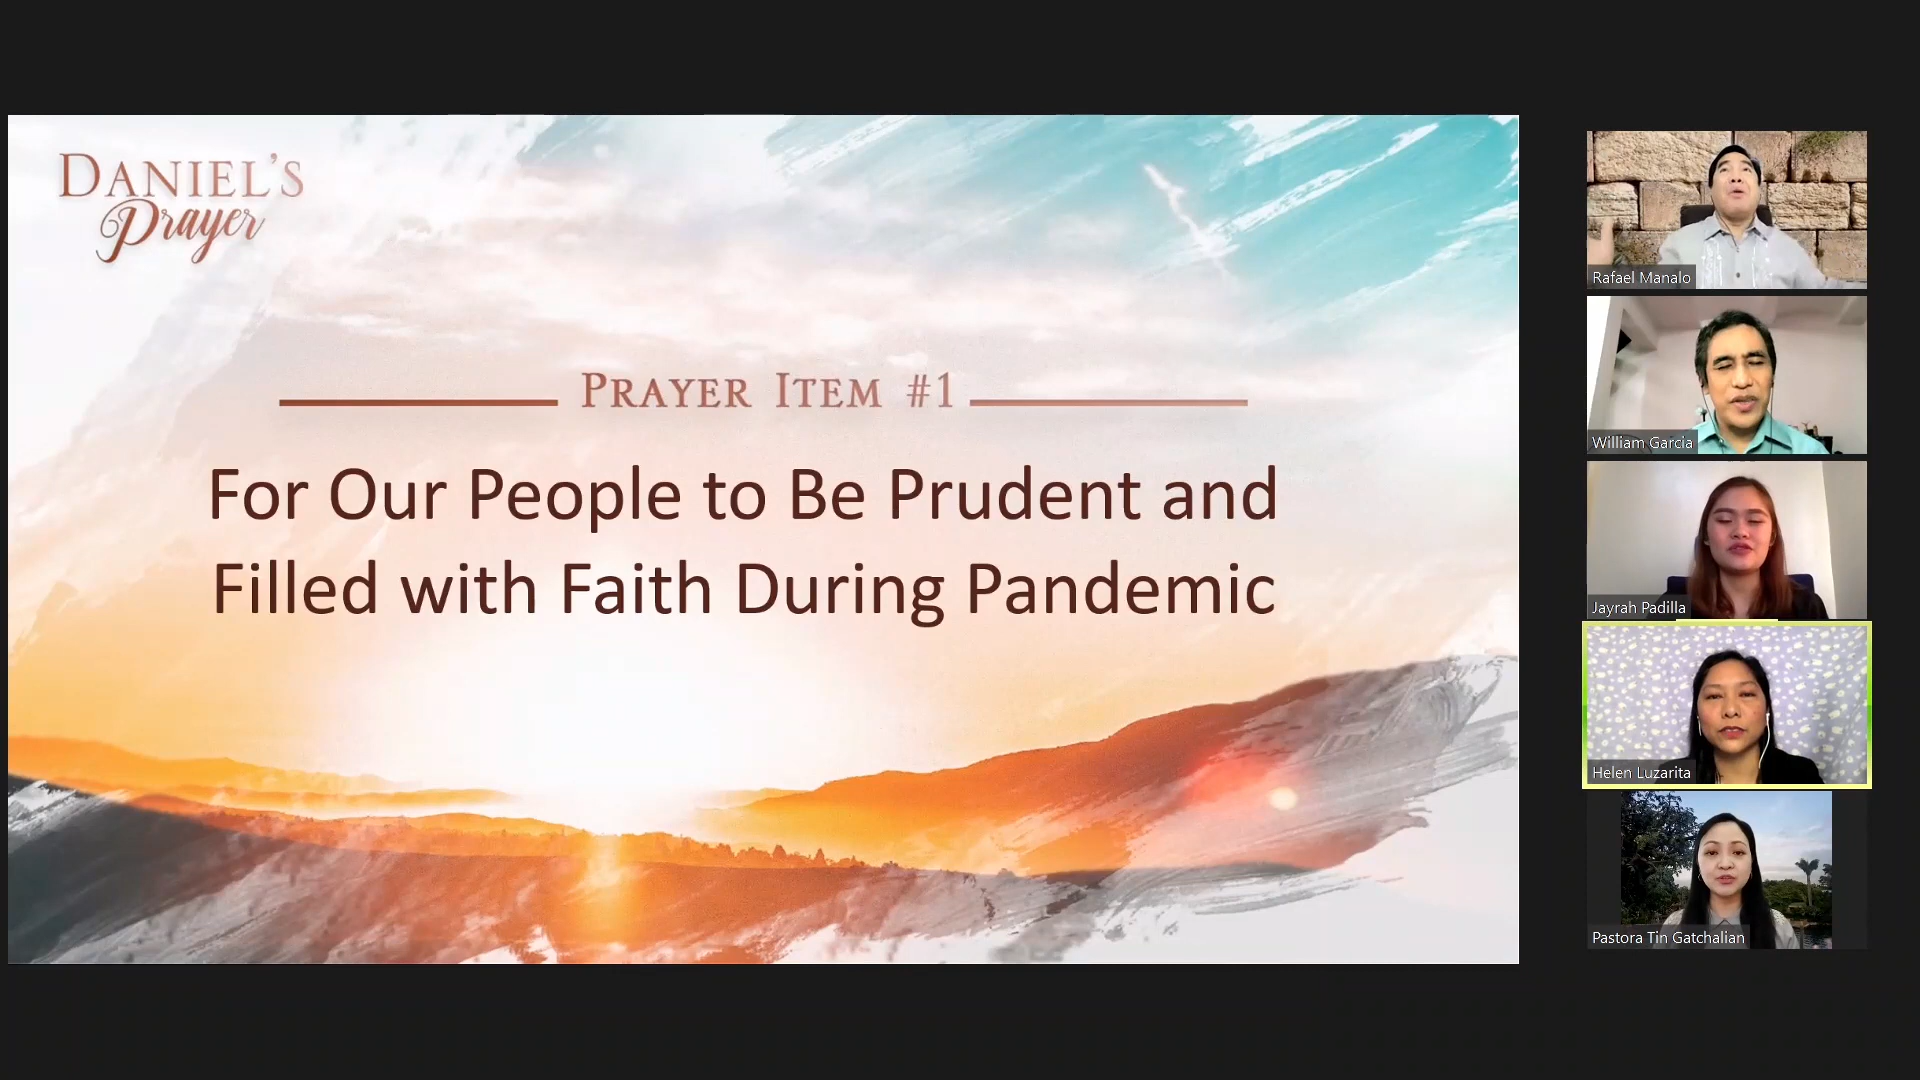 DANIEL'S
Prayer
PRAYER ITEM #1
For Our People to Be Prudent and
Filled with Faith During Pandemic
Rafael Manalo
William Garcia
Jayrah Padilla
Helen Luzarita
Pastora Tin Gatchalian